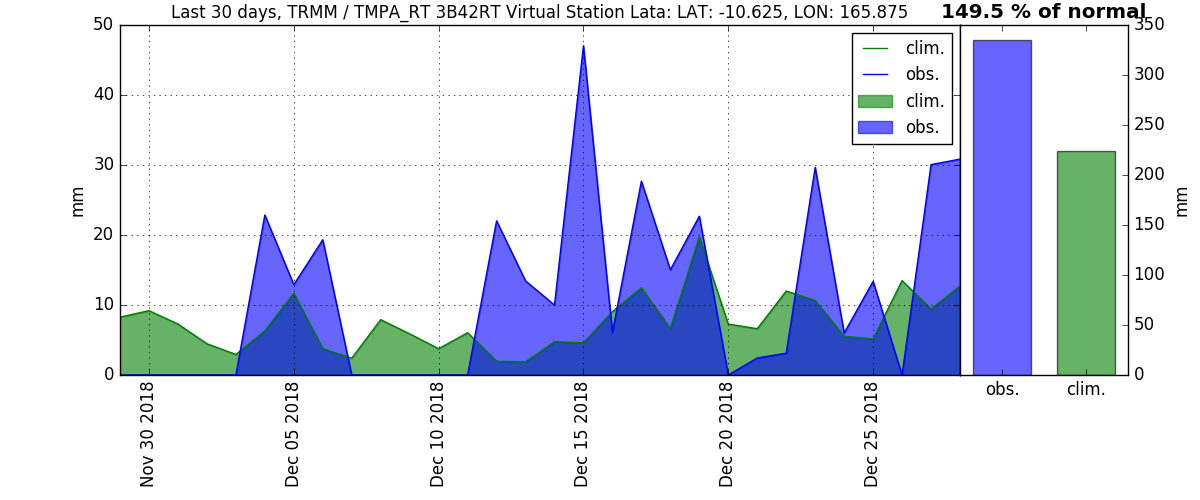 Last 30 days, TRMM / TMPA_RT 3B42RT Virtual Station Lata: LAT: -10.625, LON: 165.875
149.5 % of normal
50
40
30
20
10
0
mm
clim.
obs.
clim.
obs.
Nov 30 2018
Dec 05 2018
Dec 10 2018
Dec 15 2018
Dec 20 2018
Dec 25 2018
350
300
250
200
150
100
50
0
mm
obs.
clim.